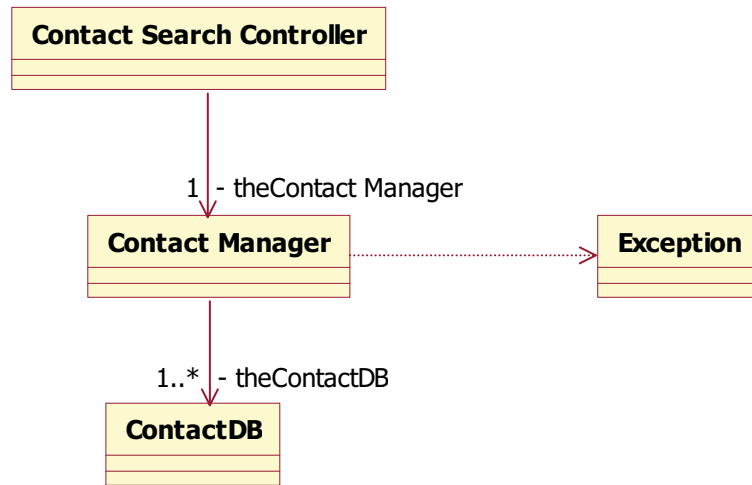 Contact Search Controller
1 - theContact Manager
Contact Manager
Exception
1..* - theContactDB
ContactDB